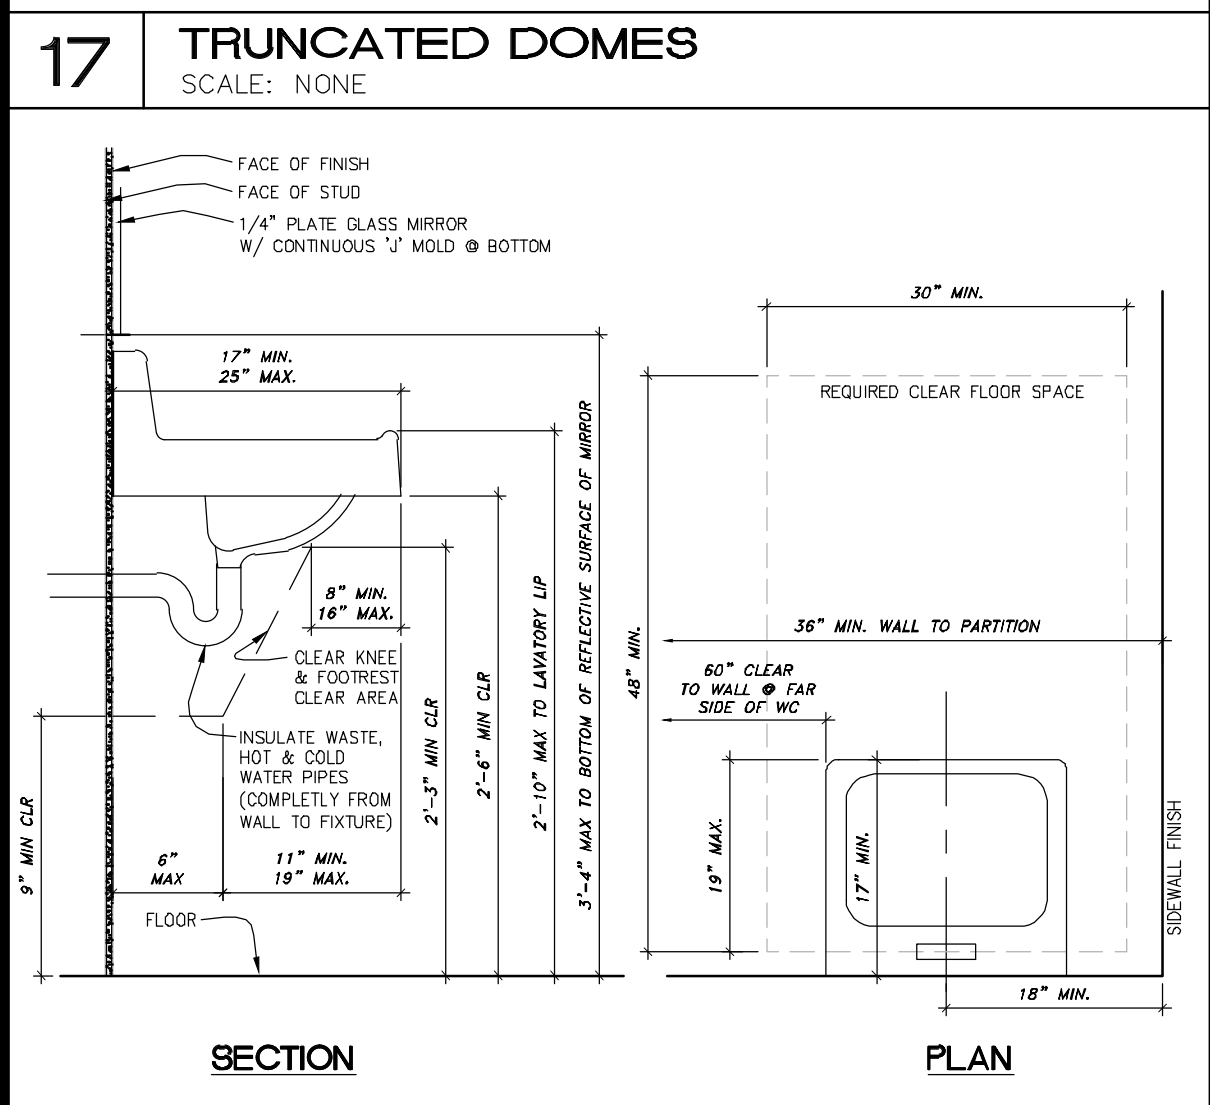 17
TRUNCATED DOMES
SCALE: NONE
FACE OF FINISH
FACE OF STUD
1/4" PLATE GLASS MIRROR
W/ CONTINUOUS 'J' MOLD @ BOTTOM
17" MIN.
25" MAX.
8" MIN.
16" MAX.
CLEAR KNEE
& FOOTREST
CLEAR AREA
INSULATE WASTE,
HOT & COLD
WATER PIPES
(COMPLETLY FROM
WALL TO FIXTURE)
9" MIN CLR
6"
MAX
11" MIN.
19" MAX.
FLOOR
2'-3" MIN CLR
2'-6" MIN CLR
2'-10" MAX TO LAVATORY LIP
3'-4" MAX TO BOTTOM OF REFLECTIVE SURFACE OF MIRROR
SECTION
30" MIN.
REQUIRED CLEAR FLOOR SPACE
48" MIN.
36" MIN. WALL TO PARTITION
60" CLEAR
TO WALL @ FAR
SIDE OF WC
19" MAX.
17" MIN.
SIDEWALL FINISH
18" MIN.
PLAN